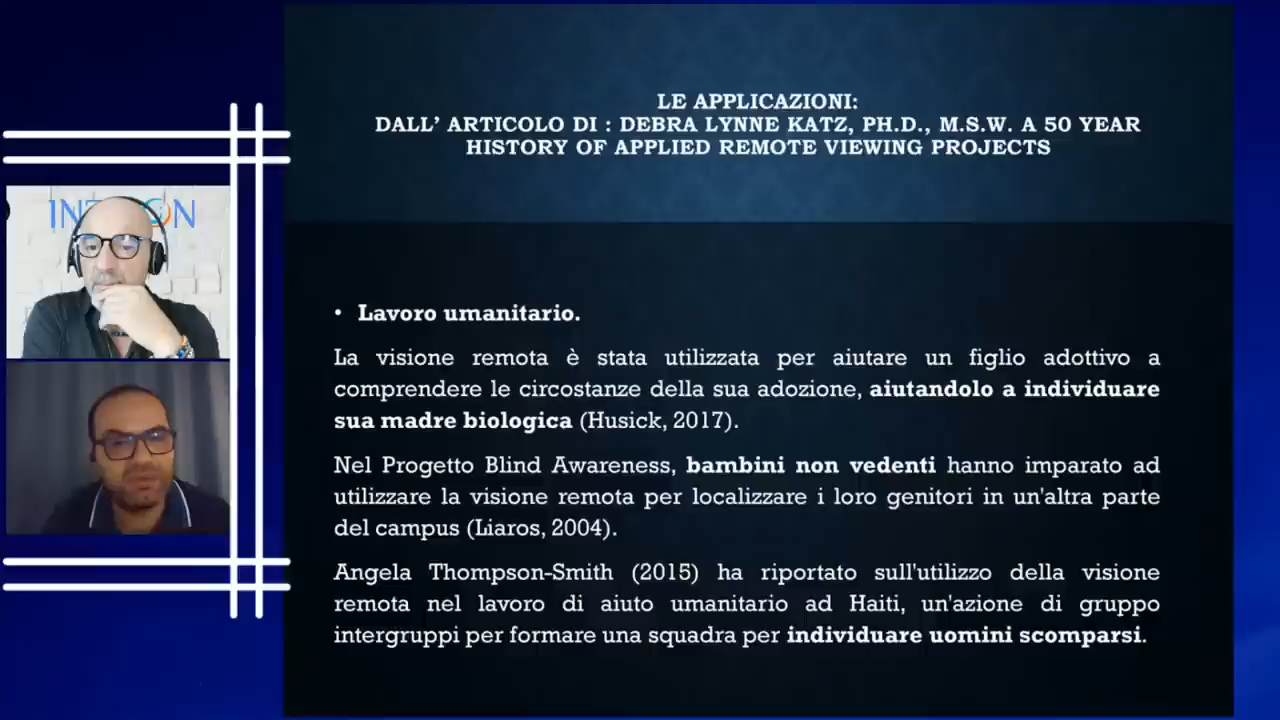 LE APPLICAZIONI:
DALL’ ARTICOLO DI : DEBRA LYNNE KATZ, PH.D., M.S.W. A 50 YEAR
HISTORY OF APPLIED REMOTE VIEWING PROJECTS
• Lavoro umanitario.
La visione remota è stata utilizzata per aiutare un figlio adottivo a
comprendere le circostanze della sua adozione, aiutandolo a individuare
sua madre biologica (Husick, 2017).
Nel Progetto Blind Awareness, bambini non vedenti hanno imparato ad
utilizzare la visione remota per localizzare i loro genitori in un'altra parte
del campus (Liaros, 2004).
Angela Thompson-Smith (2015) ha riportato sull'utilizzo della visione
remota nel lavoro di aiuto umanitario ad Haiti, un'azione di gruppo
intergruppi per formare una squadra per individuare uomini scomparsi.